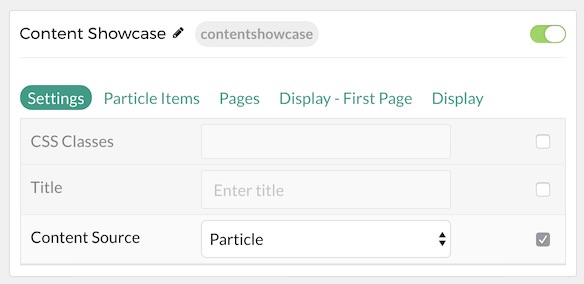 Content Showcase contentshowcase
Settings Particle Items Pages Display - First Page Display
CSS Classes
Title Enter title
Content Source Particle